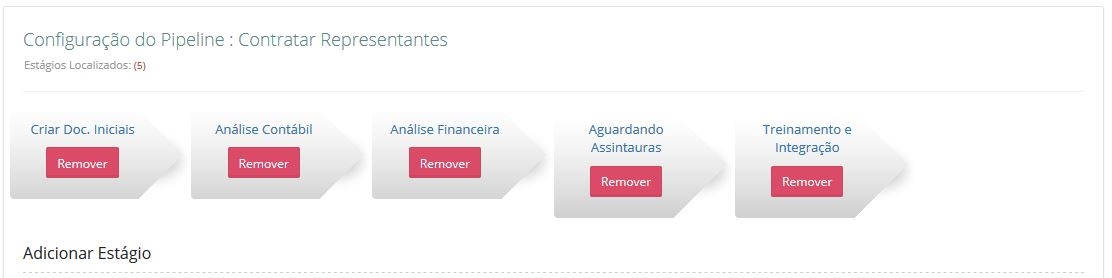 Configuração do Pipeline : Contratar Representantes
Estágios Localizados: (5)
Criar Doc. Iniciais
Remover
Análise Contábil
Remover
Análise Financeira
Remover
Aguardando
Assintauras
Remover
Treinamento e
Integração
Remover
Adicionar Estágio